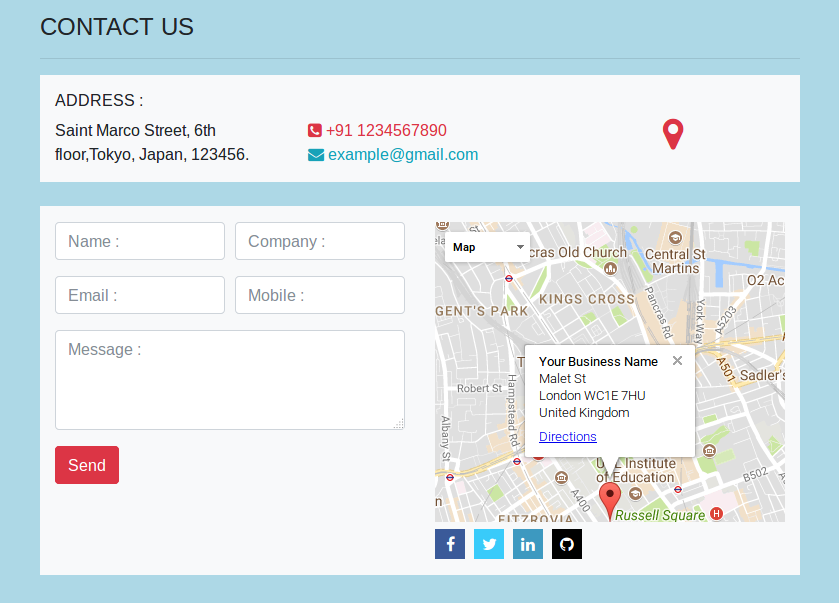 CONTACT US
ADDRESS :
Saint Marco Street, 6th
floor,Tokyo, Japan, 123456.
+91 1234567890
example@gmail.com
Name :
Company :
Email :
Mobile :
Message :
Send
Map
cras Old Church
Central St
Martins
O2 Ac
KINGS CROSS
GENT'S PARK
Pancras Rd
York Way
A5203
A501
Sadler's
Robert St
Hampstead Rd
Albany St
Your Business Name
Malet St
London WC1E 7HU
United Kingdom
Directions
Institute
of Education
B502
A400
FITZROVIA
Russell Square
H
f
in